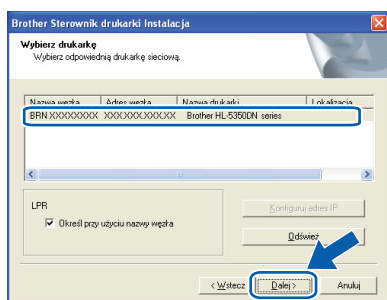 Brother Sterownik drukarki Instalacja
Wybierz drukarkę
Wybierz odpowiednią drukarkę sieciową.
Nazwa węzła Adres węzła Nazwa drukarki Lokalizacja
BRN XXXXXXXX XXX.XXX.XXX.XX Brother HL-5350DN series
LPR
Określ przy użyciu nazwy węzła
Konfiguruj adres IP
Odśwież
< Wstecz Dalej > Anuluj